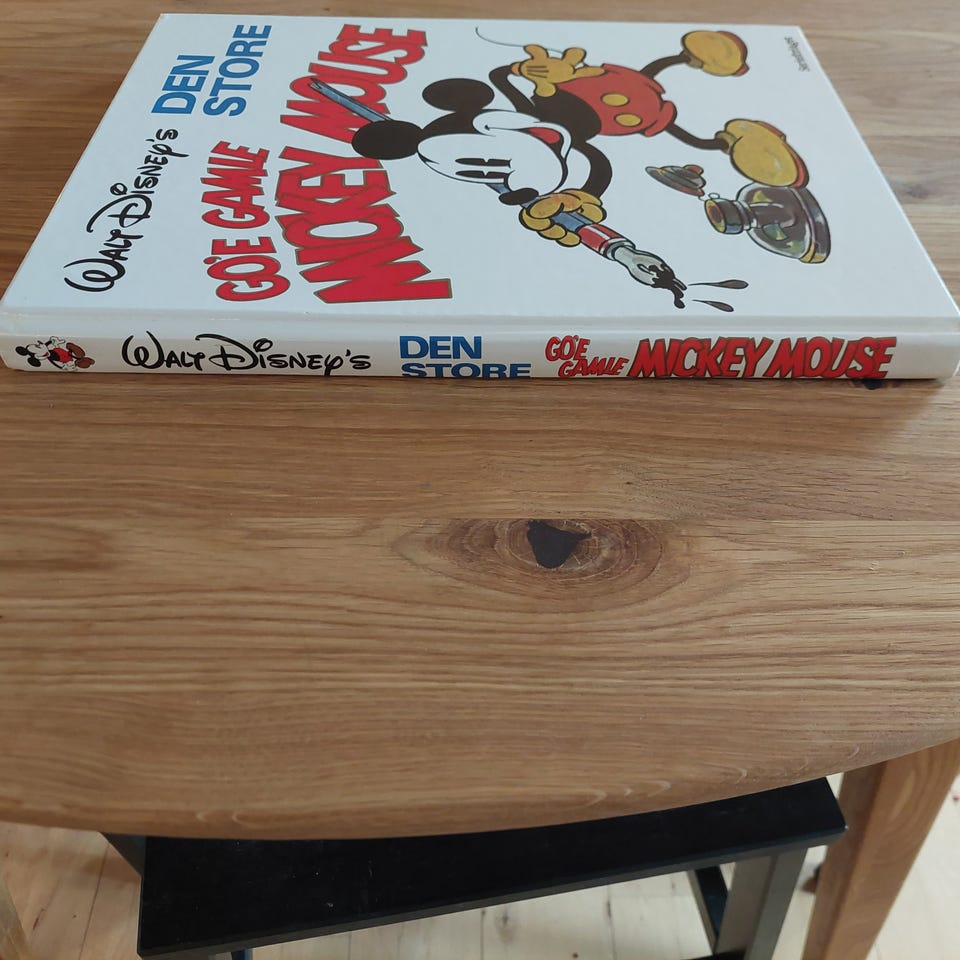 WALT DISNEY'S
DEN
STORE
GO'E GAMLE
MICKEY MOUSE
WALT DISNEY'S
DEN
STORE
GO'E
GAMLE
MICKEY MOUSE